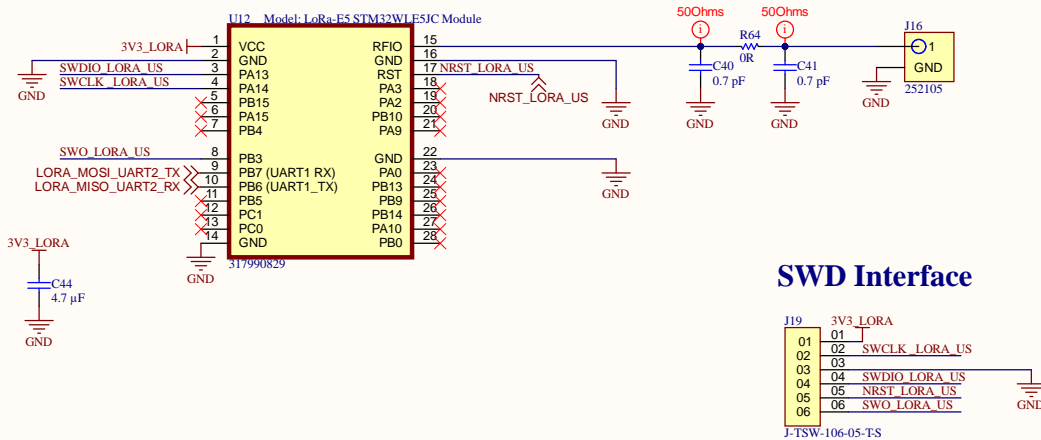 U12 Model: LoRa-E5 STM32WLE5JC Module
3V3_LORA 1 VCC RFIO 15
GND 2 GND GND 16
SWDIO_LORA_US 3 PA13 RST 17 NRST_LORA_US
SWCLK_LORA_US 4 PA14 PA3 18
NRST_LORA_US
5 PB15 PA2 19
6 PA15 PB10 20
7 PB4 PA9 21
GND
SWO_LORA_US 8 PB3 GND 22
LORA_MOSI_UART2_TX 9 PB7 (UART1 RX) PA0 23
LORA_MISO_UART2_RX 10 PB6 (UART1_TX) PB13 24
GND
11 PB5 PB9 25
12 PC1 PB14 26
13 PC0 PA10 27
14 GND PB0 28
GND
317990829
50Ohms
i
50Ohms
i
R64
0R
C40
0.7 pF
GND
C41
0.7 pF
GND
J16
1
GND
252105
GND
3V3_LORA
C44
4.7 µF
GND
SWD Interface
J19 3V3_LORA
01 01
02 02 SWCLK_LORA_US
03 03
04 04 SWDIO_LORA_US
05 05 NRST_LORA_US
06 06 SWO_LORA_US
GND
J-TSW-106-05-T-S